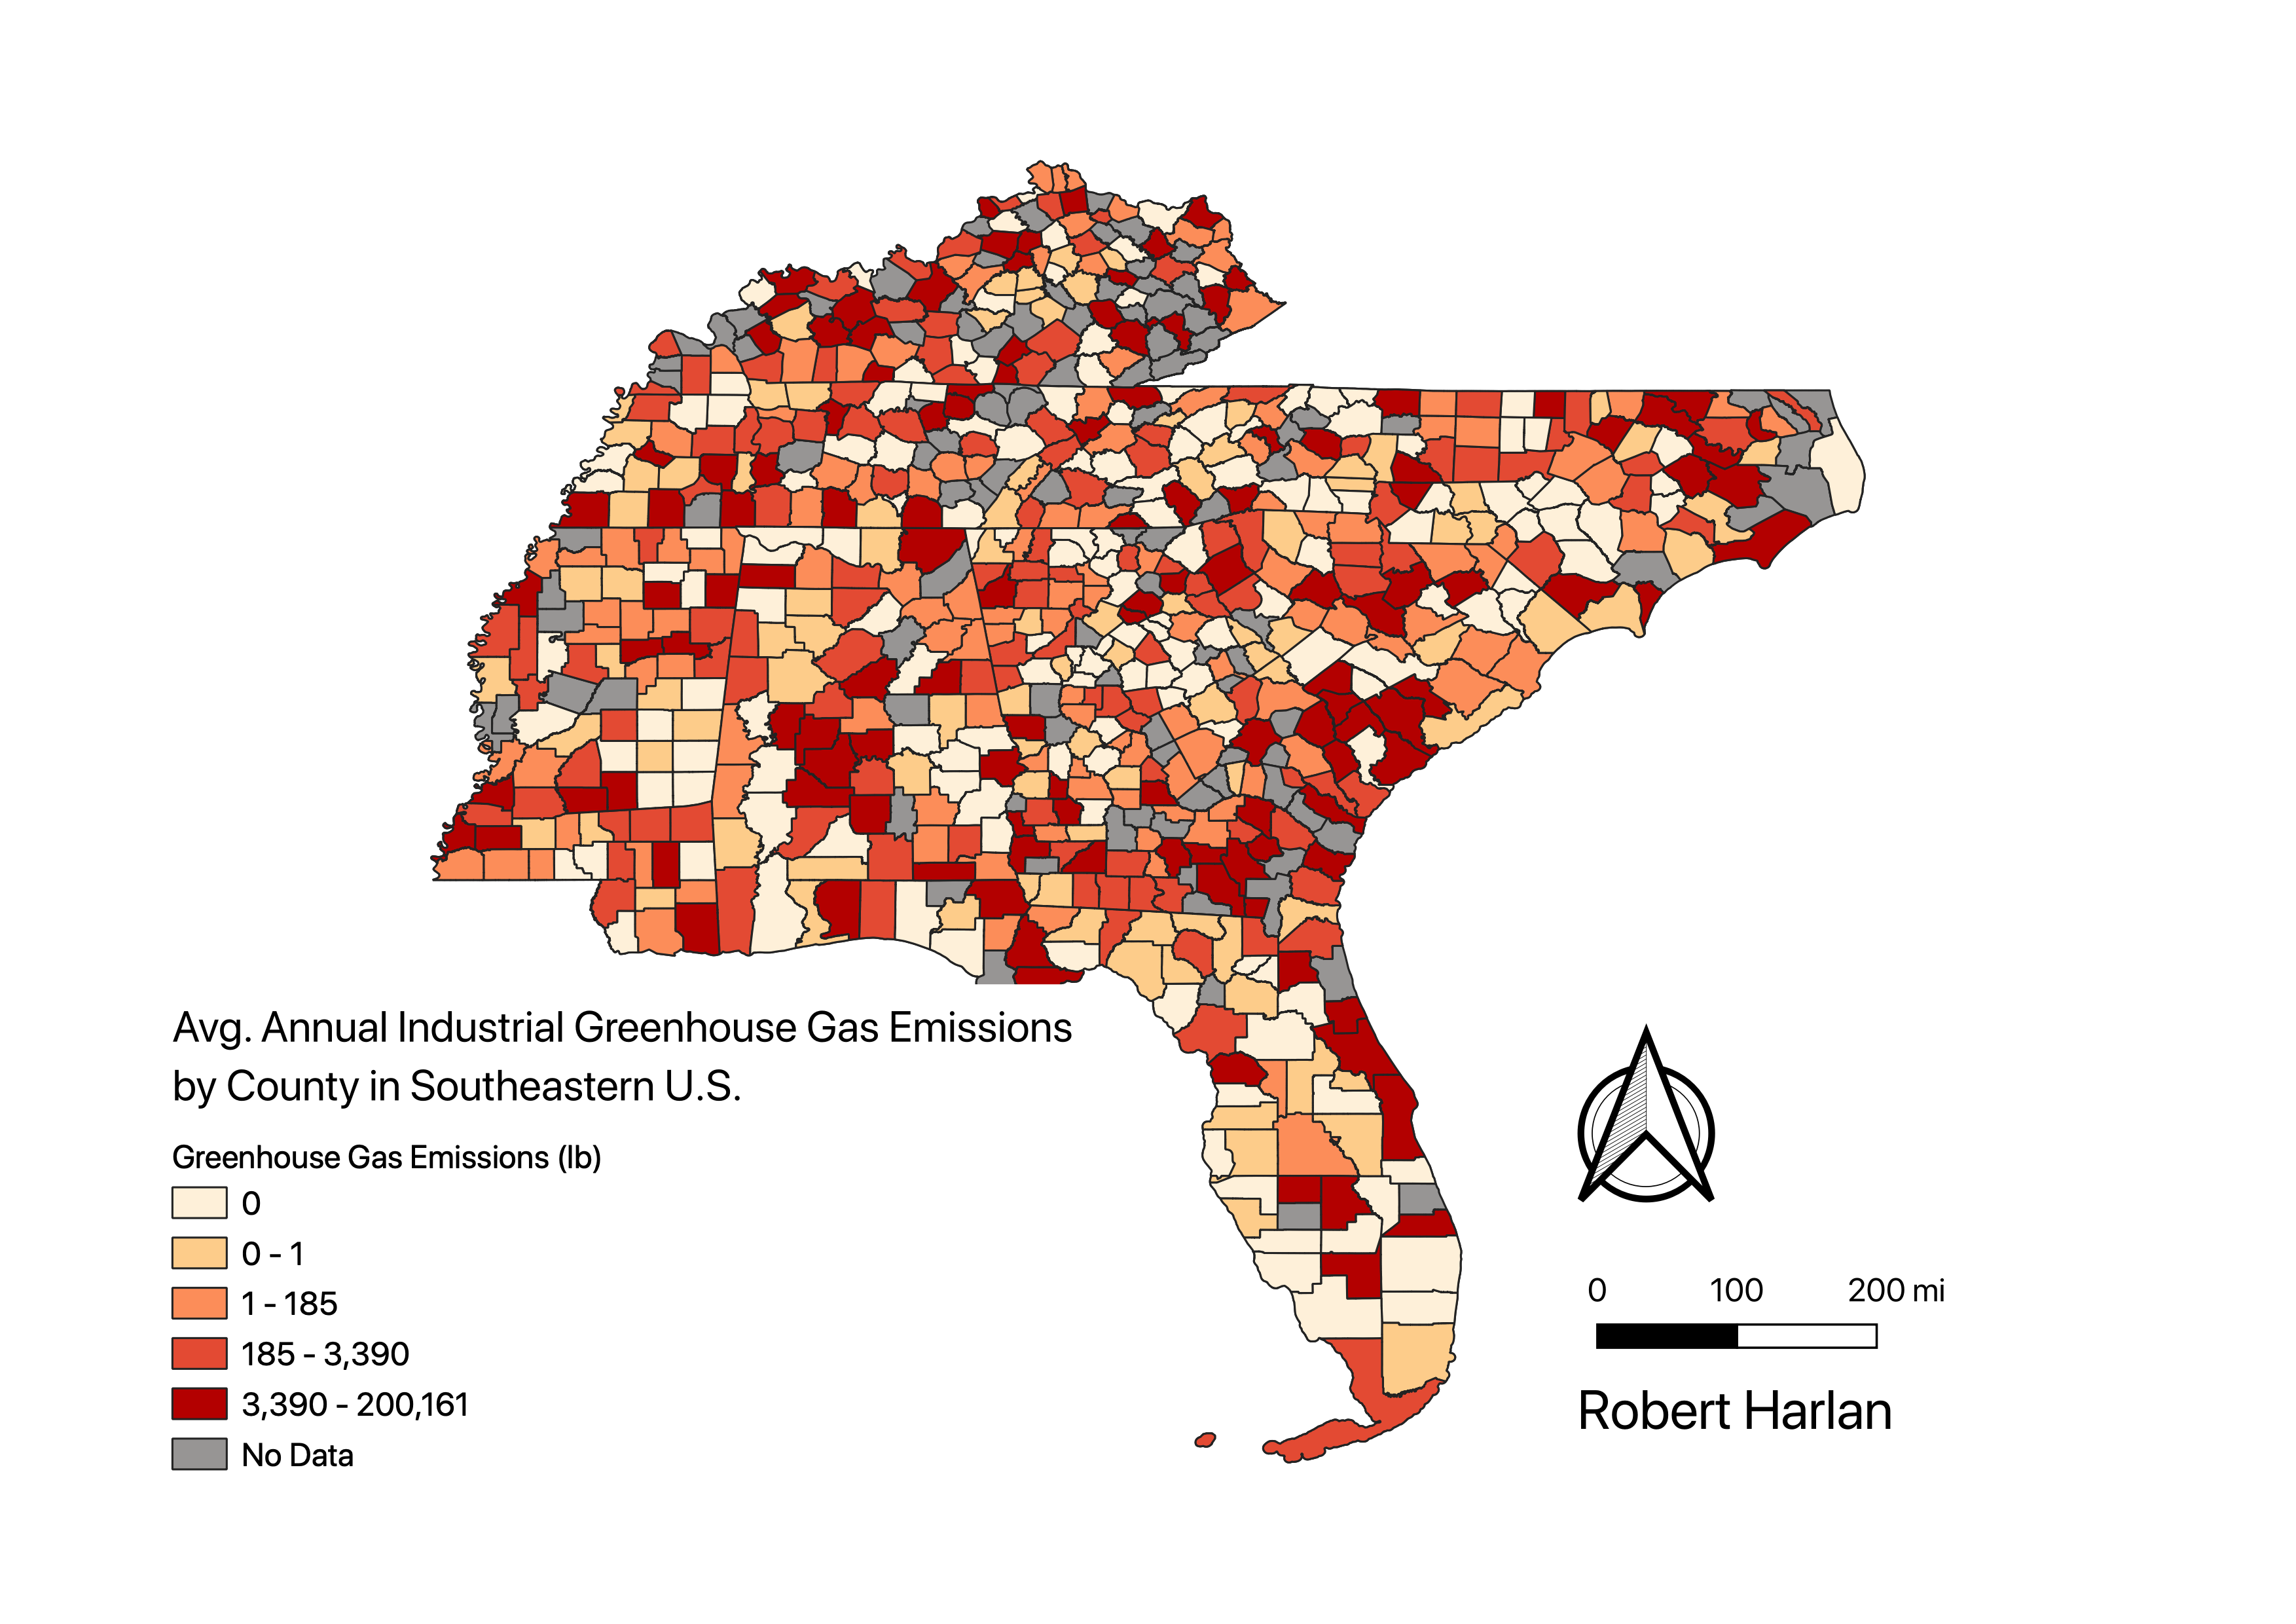 Avg. Annual Industrial Greenhouse Gas Emissions
by County in Southeastern U.S.
Greenhouse Gas Emissions (lb)
0
0 - 1
1 - 185
185 - 3,390
3,390 - 200,161
No Data
0 100 200 mi
Robert Harlan